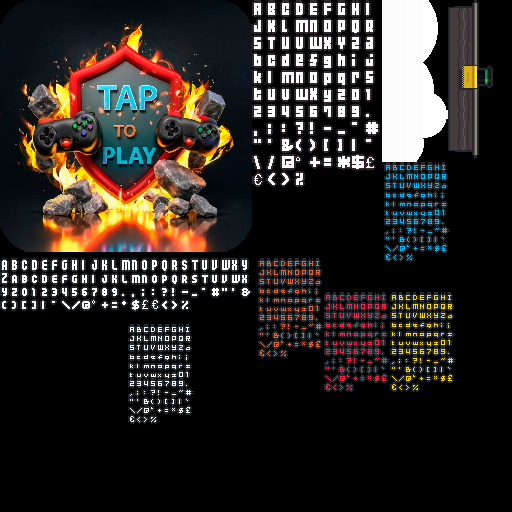 TAP
TO
PLAY
ABCDEFGHI
JKLMNOPQR
STUVWXYZa
bcdefghij
klmnopqrs
tuvwxyz01
23456789.
,;:?!-_~#
"'&()[]`
\/@°+=*$£
€<>%
ABCDEFGHIJKLMNOPQRSTUVWXY
ZABCDEFGHIJKLMNOPQRSTUVWX
YZ0123456789.,;:?!-_~#"'&
()[]`\/@°+=*$££<>%
ABCDEFGHI
JKLMNOPQR
STUVWXYZa
bcdefghij
klmnopqrs
tuvwxyz01
23456789.
,;:?!-_~#
"'&()[]`
\/@°+=*$£
€<>%
ABCDEFGHI
JKLMNOPQR
STUVWXYZa
bcdefghij
klmnopqrs
tuvwxyz01
23456789.
,;:?!-_~#
"'&()[]`
\/@°+=*$£
€<>%
ABCDEFGHI
JKLMNOPQR
STUVWXYZa
bcdefghij
klmnopqrs
tuvwxyz01
23456789.
,;:?!-_~#
"'&()[]`
\/@°+=*$£
€<>%
ABCDEFGHI
JKLMNOPQR
STUVWXYZa
bcdefghij
klmnopqrs
tuvwxyz01
23456789.
,;:?!-_~#
"'&()[]`
\/@°+=*$£
€<>%
ABCDEFGHI
JKLMNOPQR
STUVWXYZa
bcdefghij
klmnopqrs
tuvwxyz01
23456789.
,;:?!-_~#
"'&()[]`
\/@°+=*$£
€<>%